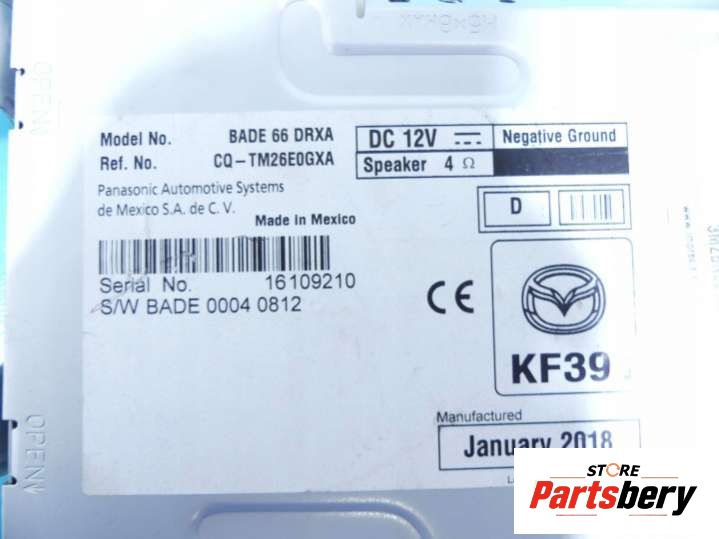 OPEN
Model No. BADE 66 DRXA
Ref. No. CQ-TM26E0GXA
DC 12V
Negative Ground
Speaker 4 Ω
Panasonic Automotive Systems
de Mexico S.A. de C. V.
Made in Mexico
D
Serial No. 16109210
S/W BADE 0004 0812
CE
KF39
Manufactured
January 2018
OPEN
STORE
Partsbery